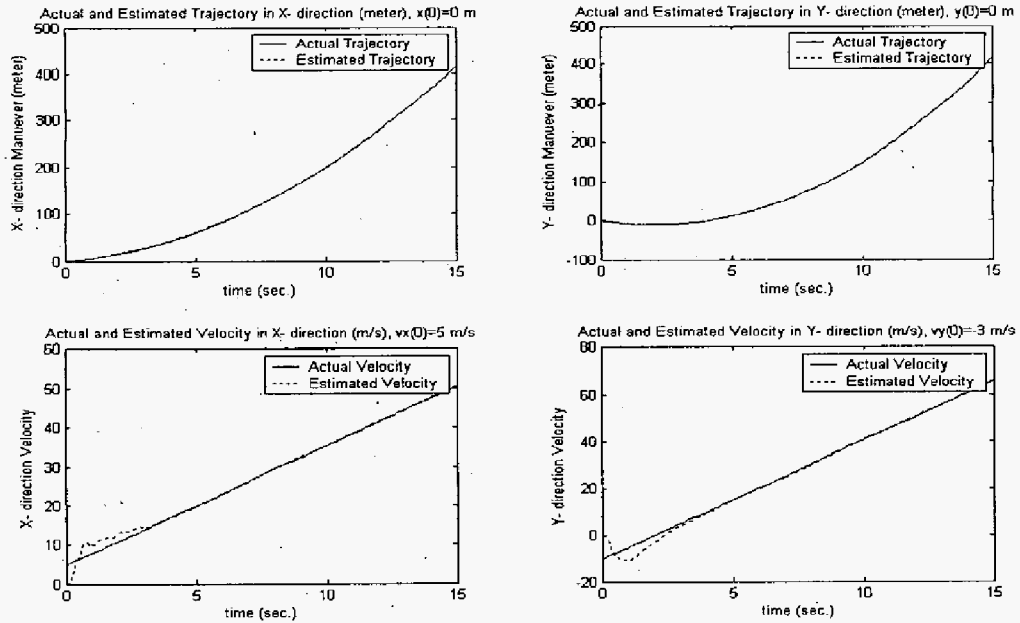 Actual and Estimated Trajectory in X- direction (meter), x(0)=0 m
500
400
300
200
100
0
X- direction Manuever (meter)
Actual Trajectory
Estimated Trajectory
0
5
10
15
time (sec.)
Actual and Estimated Trajectory in Y- direction (meter), y(0)=0 m
500
400
300
200
100
0
-100
Y- direction Manuever (meter)
Actual Trajectory
Estimated Trajectory
0
5
10
15
time (sec.)
Actual and Estimated Velocity in X- direction (m/s), vx(0)=5 m/s
60
50
40
30
20
10
0
X- direction Velocity
Actual Velocity
Estimated Velocity
0
5
10
15
time (sec.)
Actual and Estimated Velocity in Y- direction (m/s), vy(0)=-3 m/s
80
60
40
20
0
-20
Y- direction Velocity
Actual Velocity
Estimated Velocity
0
5
10
15
time (sec.)